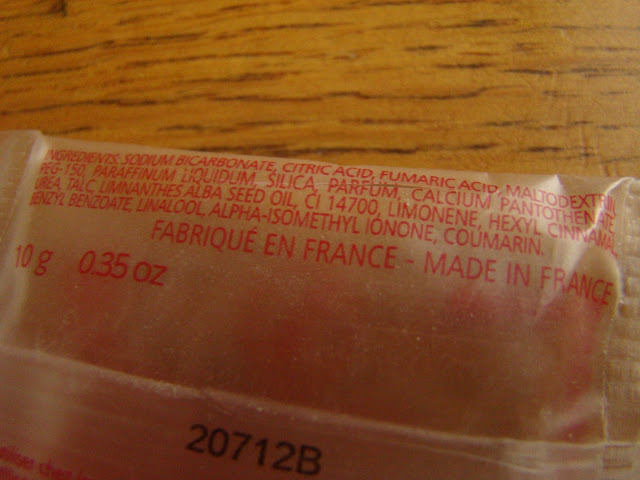 INGREDIENTS: SODIUM BICARBONATE, CITRIC ACID, FUMARIC ACID, MALTODEXTRIN,
PEG-150, PARAFFINUM LIQUIDUM, SILICA, PARFUM, CALCIUM PANTOTHENATE,
UREA, TALC, LIMNANTHES ALBA SEED OIL, CI 14700, LIMONENE, HEXYL CINNAMAL,
BENZYL BENZOATE, LINALOOL, ALPHA-ISOMETHYL IONONE, COUMARIN.
FABRIQUÉ EN FRANCE - MADE IN FRANCE
10 g 0.35 oz
20712B